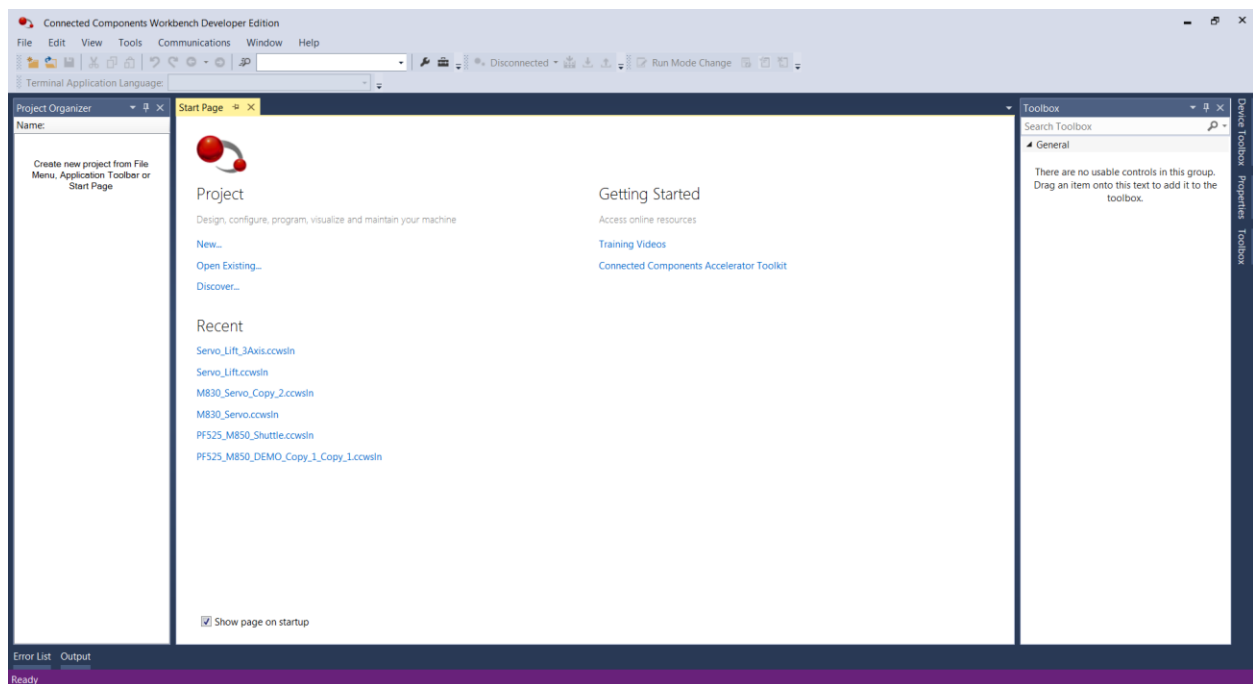 Connected Components Workbench Developer Edition
File Edit View Tools Communications Window Help
Disconnected Run Mode Change
Terminal Application Language:
Project Organizer
Name:
Create new project from File
Menu, Application Toolbar or
Start Page
Start Page
Project
Design, configure, program, visualize and maintain your machine
New...
Open Existing...
Discover...
Recent
Servo_Lift_3Axis.ccwsln
Servo_Lift.ccwsln
M830_Servo_Copy_2.ccwsln
M830_Servo.ccwsln
PF525_M850_Shuttle.ccwsln
PF525_M850_DEMO_Copy_1_Copy_1.ccwsln
Show page on startup
Getting Started
Access online resources
Training Videos
Connected Components Accelerator Toolkit
Toolbox
Search Toolbox
General
There are no usable controls in this group.
Drag an item onto this text to add it to the
toolbox.
Device Toolbox
Properties
Toolbox
Error List Output
Ready